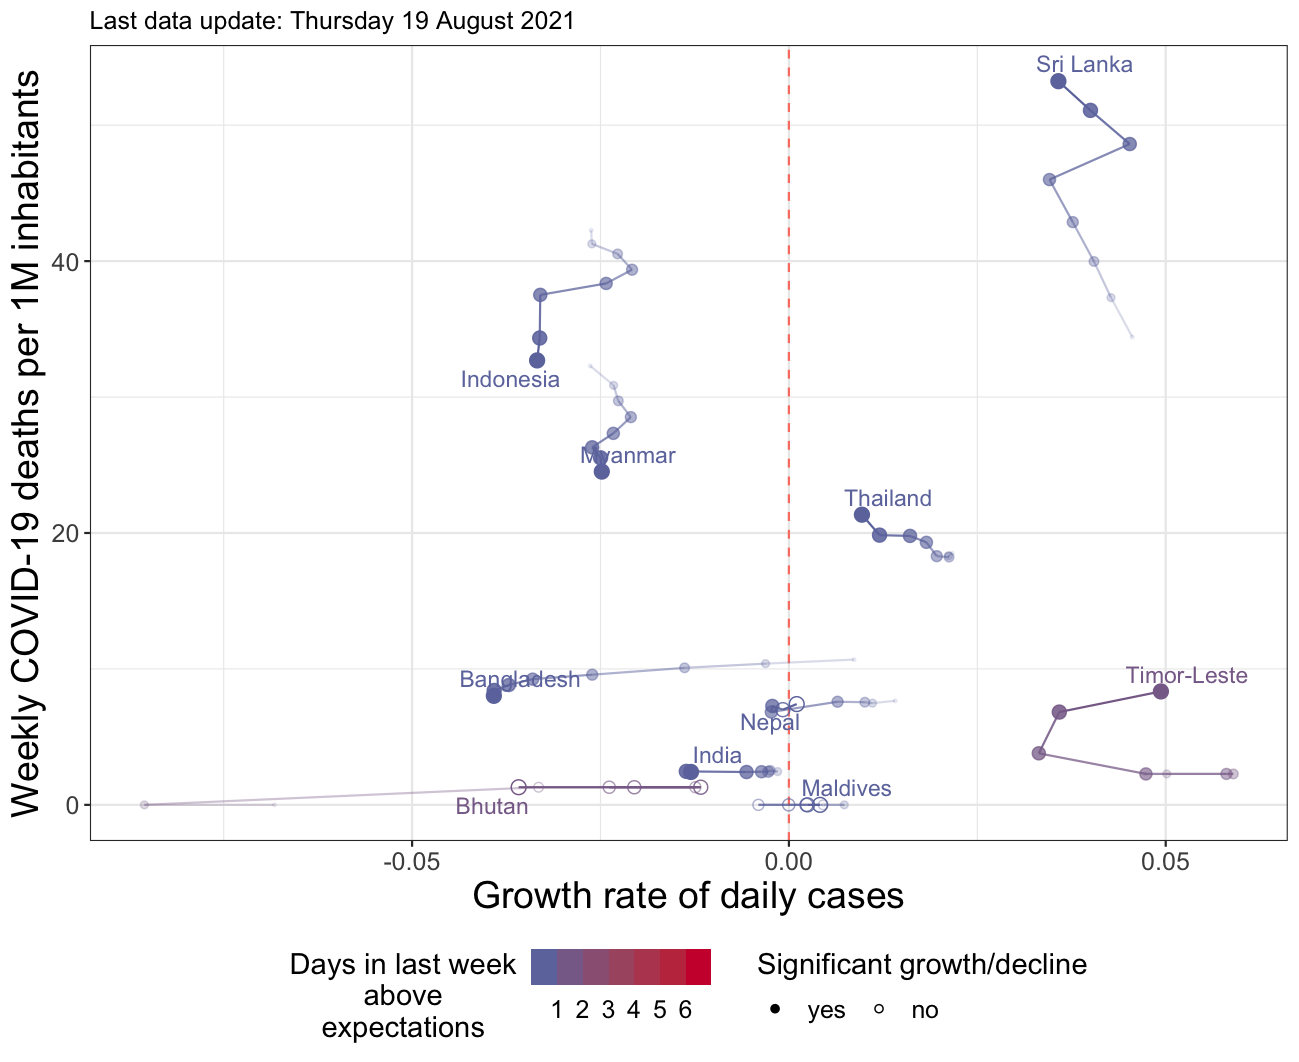 Last data update: Thursday 19 August 2021
Weekly COVID-19 deaths per 1M inhabitants
Sri Lanka
40
Indonesia
Myanmar
Thailand
20
Bangladesh
Timor-Leste
Nepal
India
Maldives
0
Bhutan
-0.05 0.00 0.05
Growth rate of daily cases
Days in last week
above
expectations
1 2 3 4 5 6
Significant growth/decline
yes no